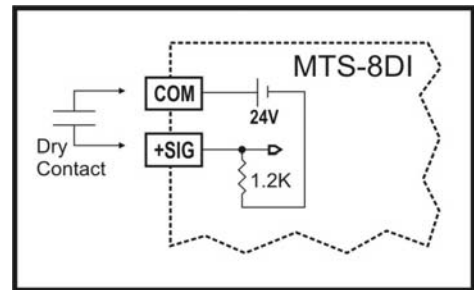 MTS-8DI
COM
24V
Dry
Contact
+SIG
1.2K